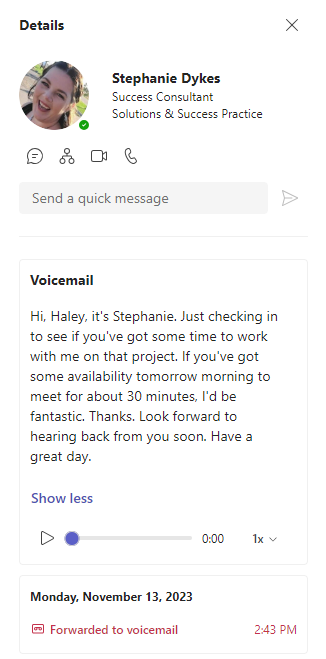 Details
Stephanie Dykes
Success Consultant
Solutions & Success Practice
Send a quick message
Voicemail
Hi, Haley, it's Stephanie. Just checking in
to see if you've got some time to work
with me on that project. If you've got
some availability tomorrow morning to
meet for about 30 minutes, I'd be
fantastic. Thanks. Look forward to
hearing back from you soon. Have a
great day.
Show less
0:00 1x
Monday, November 13, 2023
Forwarded to voicemail 2:43 PM